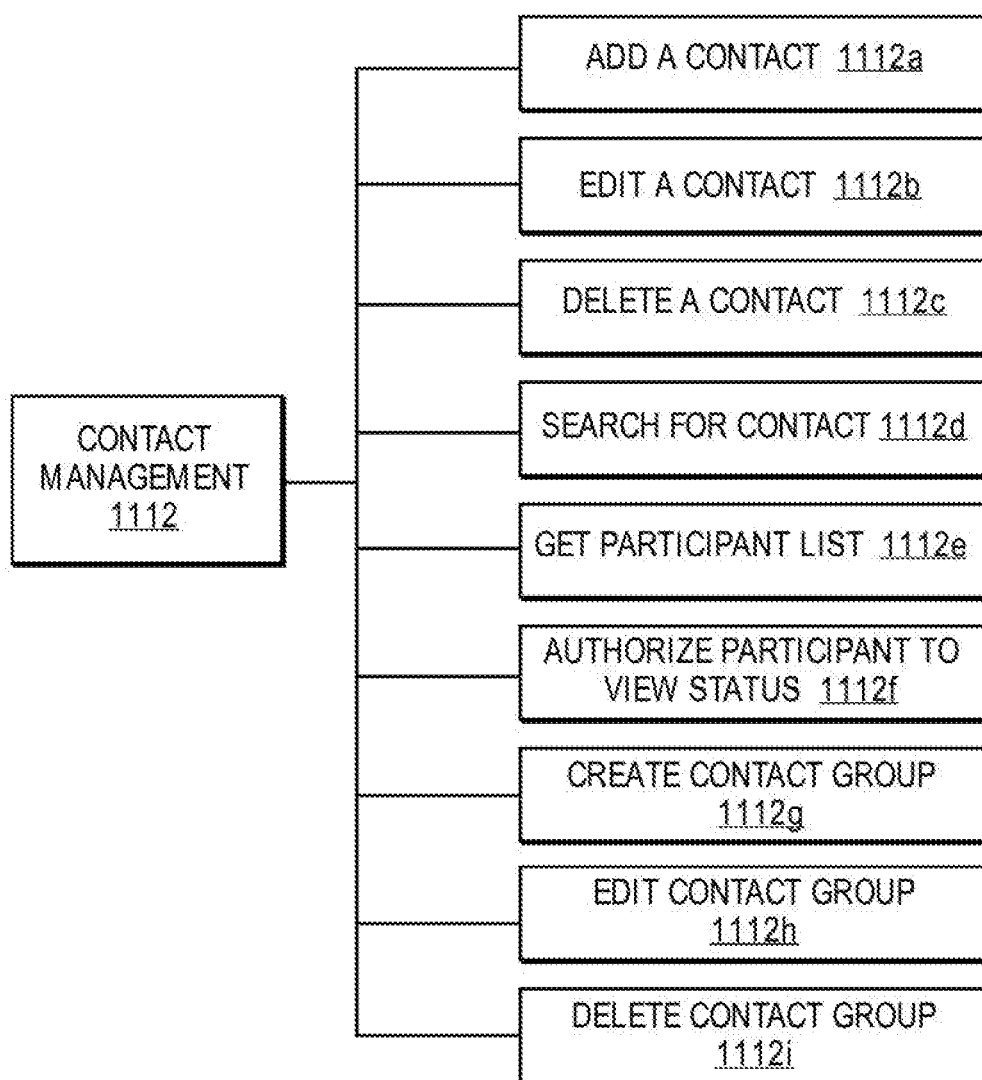 ADD A CONTACT 1112a
EDIT A CONTACT 1112b
DELETE A CONTACT 1112c
SEARCH FOR CONTACT 1112d
CONTACT
MANAGEMENT
1112
GET PARTICIPANT LIST 1112e
AUTHORIZE PARTICIPANT TO
VIEW STATUS 1112f
CREATE CONTACT GROUP
1112g
EDIT CONTACT GROUP
1112h
DELETE CONTACT GROUP
1112i